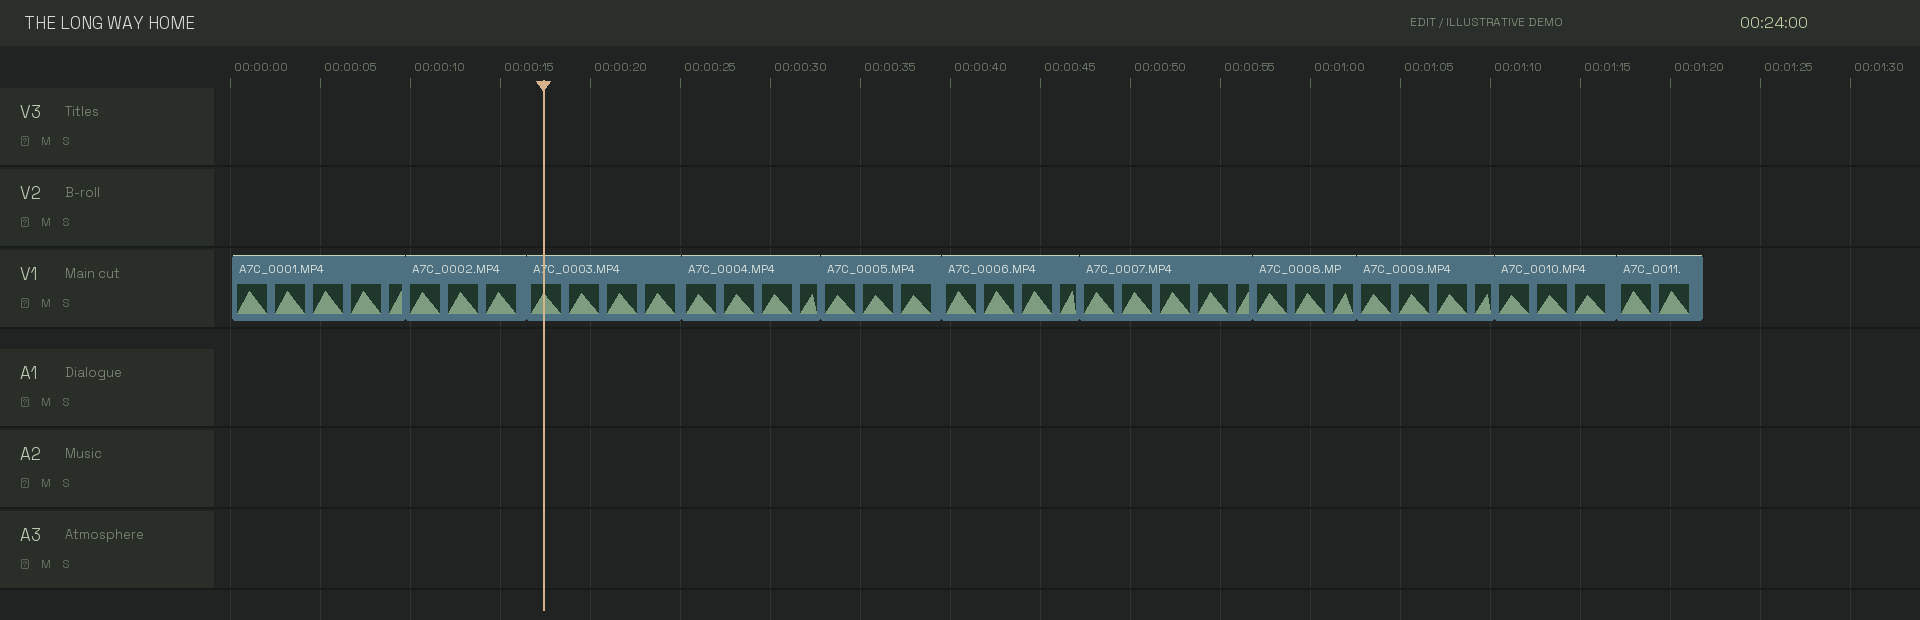 THE LONG WAY HOME
EDIT / ILLUSTRATIVE DEMO
00:24:00
00:00:00 00:00:05 00:00:10 00:00:15 00:00:20 00:00:25 00:00:30 00:00:35 00:00:40 00:00:45 00:00:50 00:00:55 00:01:00 00:01:05 00:01:10 00:01:15 00:01:20 00:01:25 00:01:30
V3 Titles
M S
V2 B-roll
M S
V1 Main cut
M S
A7C_0001.MP4 A7C_0002.MP4 A7C_0003.MP4 A7C_0004.MP4 A7C_0005.MP4 A7C_0006.MP4 A7C_0007.MP4 A7C_0008.MP A7C_0009.MP4 A7C_0010.MP4 A7C_0011.
A1 Dialogue
M S
A2 Music
M S
A3 Atmosphere
M S